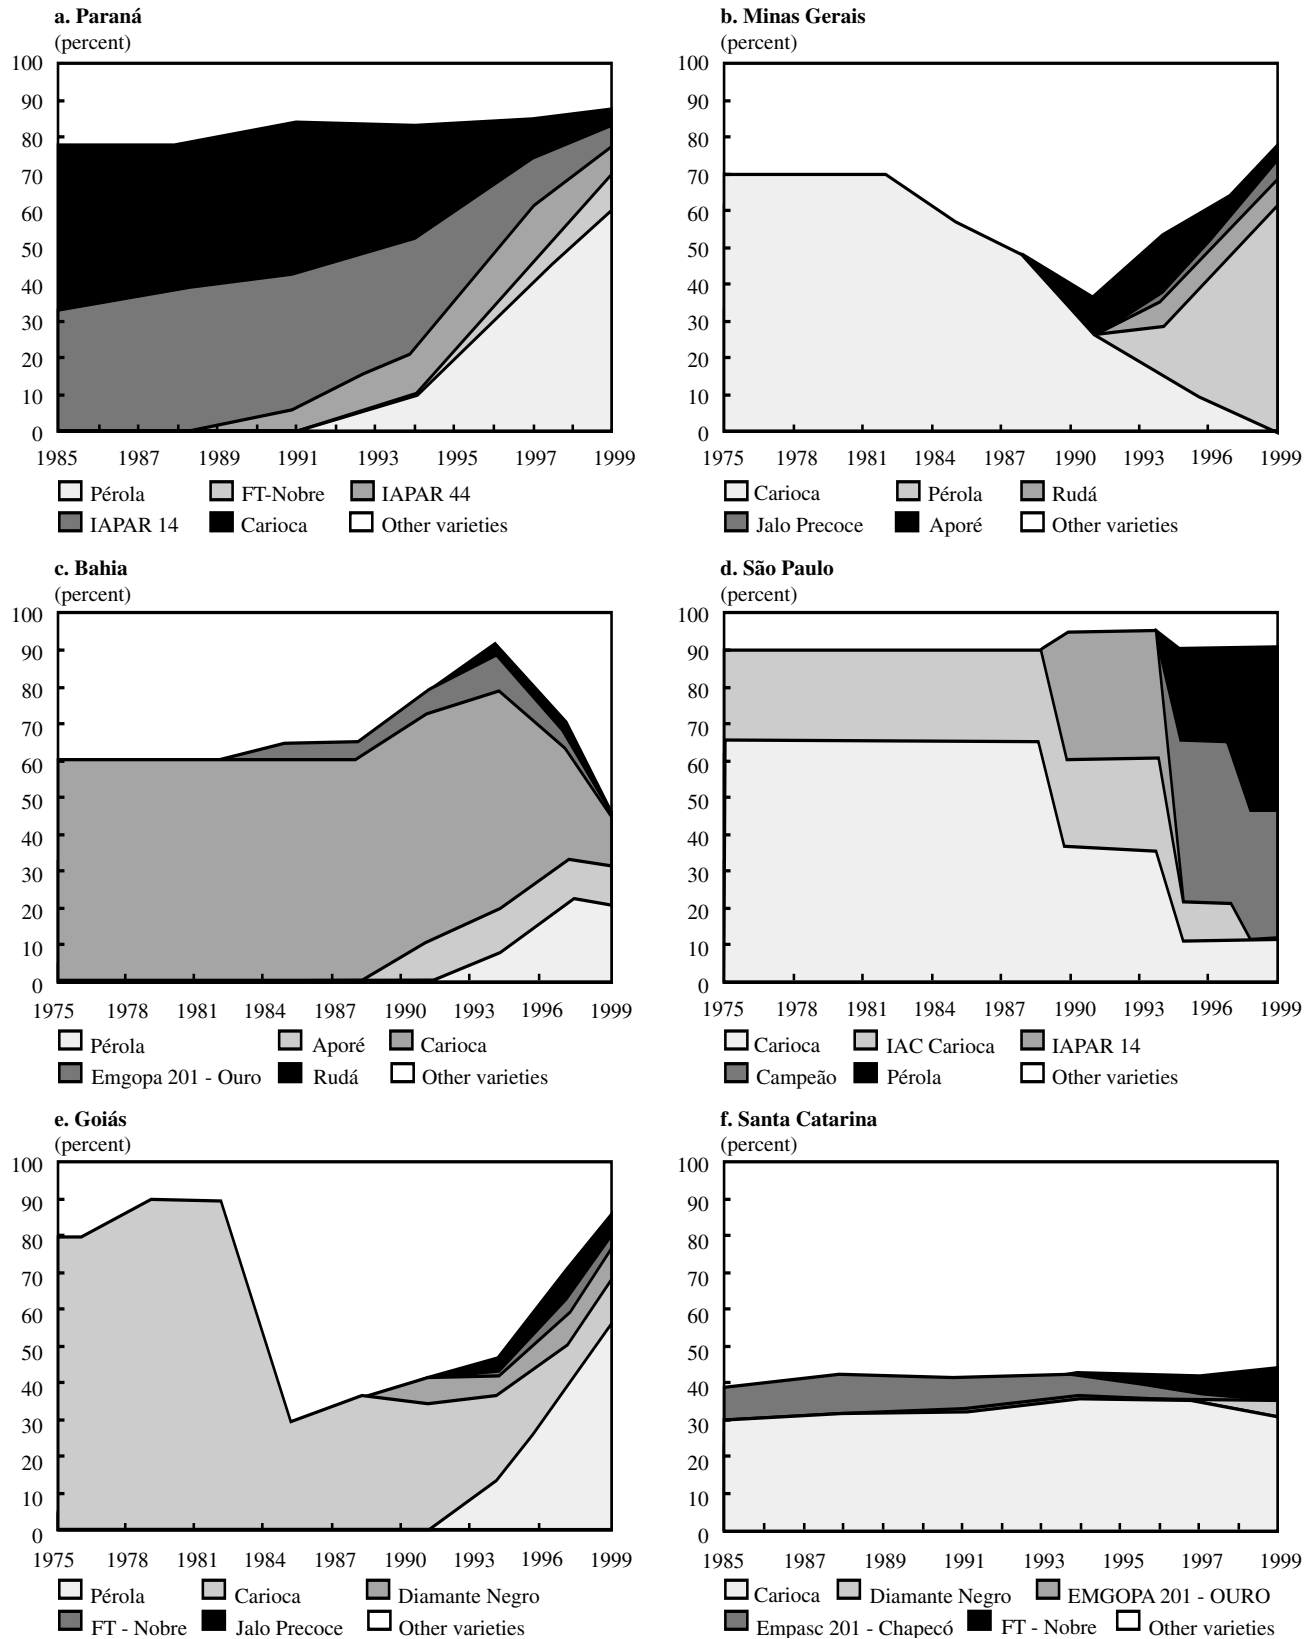 a. Paraná
(percent)
100
90
80
70
60
50
40
30
20
10
0
1985 1987 1989 1991 1993 1995 1997 1999
Pérola FT-Nobre IAPAR 44
IAPAR 14 Carioca Other varieties
b. Minas Gerais
(percent)
100
90
80
70
60
50
40
30
20
10
0
1975 1978 1981 1984 1987 1990 1993 1996 1999
Carioca Pérola Rudá
Jalo Precoce Aporé Other varieties
c. Bahia
(percent)
100
90
80
70
60
50
40
30
20
10
0
1975 1978 1981 1984 1987 1990 1993 1996 1999
Pérola Aporé Carioca
Emgopa 201 - Ouro Rudá Other varieties
d. São Paulo
(percent)
100
90
80
70
60
50
40
30
20
10
0
1975 1978 1981 1984 1987 1990 1993 1996 1999
Carioca IAC Carioca IAPAR 14
Campeão Pérola Other varieties
e. Goiás
(percent)
100
90
80
70
60
50
40
30
20
10
0
1975 1978 1981 1984 1987 1990 1993 1996 1999
Pérola Carioca Diamante Negro
FT - Nobre Jalo Precoce Other varieties
f. Santa Catarina
(percent)
100
90
80
70
60
50
40
30
20
10
0
1985 1987 1989 1991 1993 1995 1997 1999
Carioca Diamante Negro EMGOPA 201 - OURO
Empasc 201 - Chapecó FT - Nobre Other varieties